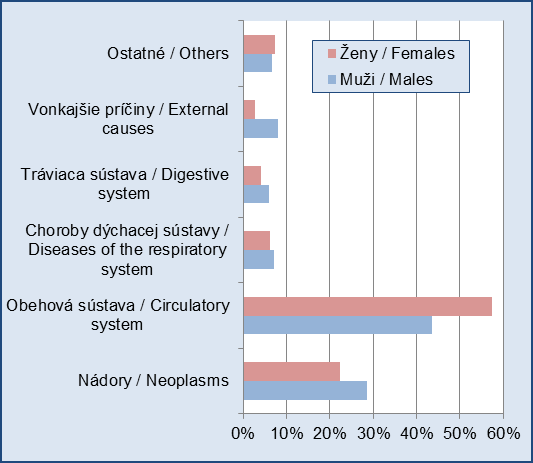 Ostatné / Others
Ženy / Females
Muži / Males
Vonkajšie príčiny / External
causes
Tráviaca sústava / Digestive
system
Choroby dýchacej sústavy /
Diseases of the respiratory
system
Obehová sústava / Circulatory
system
Nádory / Neoplasms
0% 10% 20% 30% 40% 50% 60%